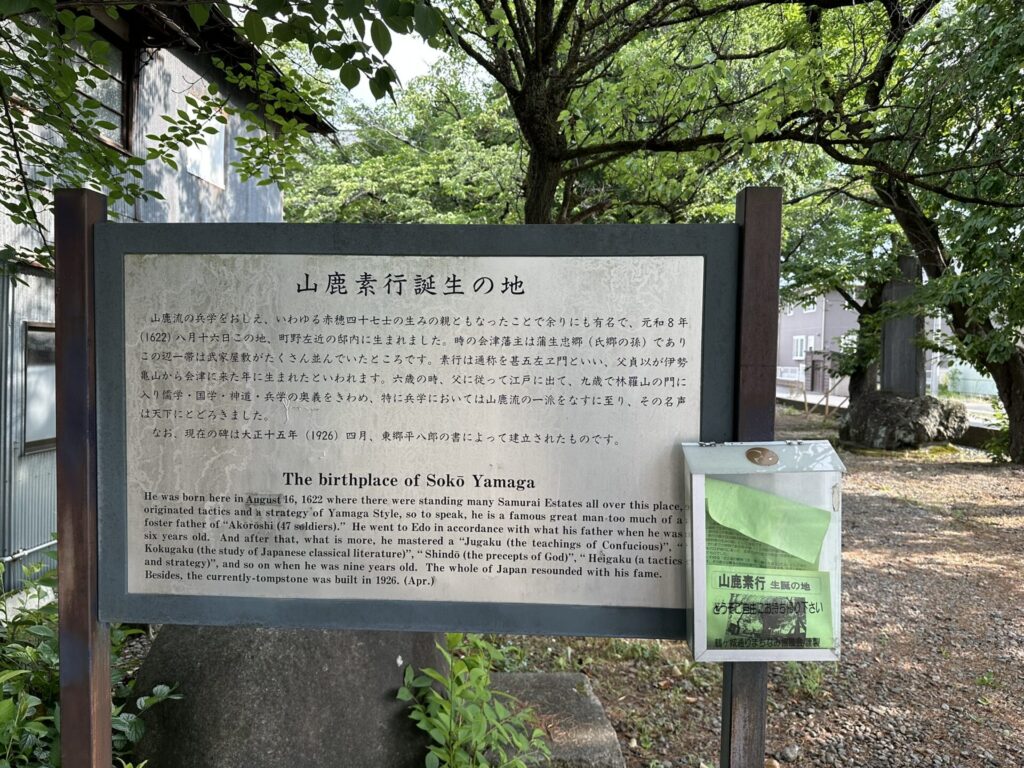 山鹿素行誕生の地
山鹿流の兵学をおしえ、いわゆる赤穂四十七士の生みの親ともなったことで余りにも有名で、元和8年
(1622)八月十六日この地、町野左近の邸内に生まれました。時の会津藩主は蒲生忠郷(氏郷の孫)であり
この辺一帯は武家屋敷がたくさん並んでいたところです。素行は通称を甚五左エ門といい、父貞以が伊勢
亀山から会津に来た年に生まれたといわれます。六歳の時、父に従って江戸に出て、九歳で林羅山の門に
入り儒学・国学・神道・兵学の奥義をきわめ、特に兵学においては山鹿流の一派をなすに至り、その名声
は天下にとどろきました。
なお、現在の碑は大正十五年(1926)四月、東郷平八郎の書によって建立されたものです。
The birthplace of Sokō Yamaga
He was born here in August 16, 1622 where there were standing many Samurai Estates all over this place,
originated tactics and a strategy of Yamaga Style, so to speak, he is a famous great man too much of a
foster father of "Akōrōshi (47 soldiers)." He went to Edo in accordance with what his father when he was
six years old. And after that, what is more, he mastered a "Jugaku (the teachings of Confucious)", "
Kokugaku (the study of Japanese classical literature)", "Shindō (the precepts of God)", "Heigaku (a tactics
and strategy)", and so on when he was nine years old. The whole of Japan resounded with his fame.
Besides, the currently-tompstone was built in 1926. (Apr.)
山鹿素行 生誕の地
どうぞご自由にお持ち帰り下さい